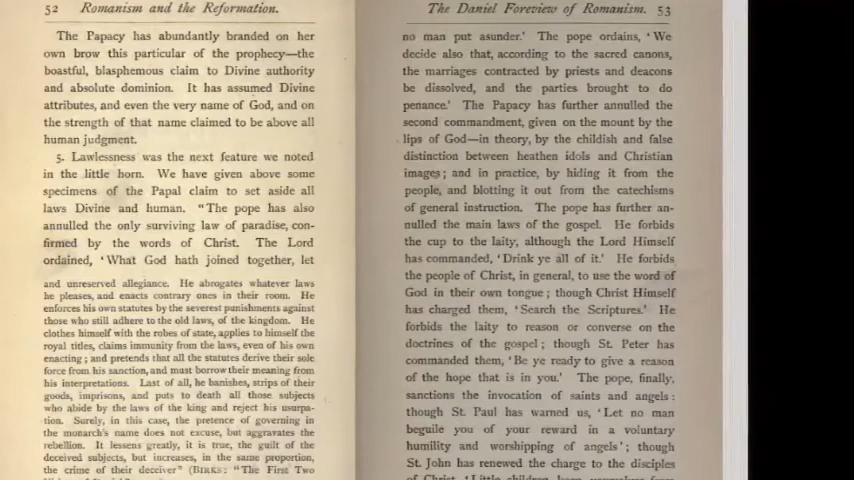 52 Romanism and the Reformation.
The Papacy has abundantly branded on her
own brow this particular of the prophecy—the
boastful, blasphemous claim to Divine authority
and absolute dominion. It has assumed Divine
attributes, and even the very name of God, and on
the strength of that name claimed to be above all
human judgment.
5. Lawlessness was the next feature we noted
in the little horn. We have given above some
specimens of the Papal claim to set aside all
laws Divine and human. "The pope has also
annulled the only surviving law of paradise, con-
firmed by the words of Christ. The Lord
ordained, 'What God hath joined together, let
and unreserved allegiance. He abrogates whatever laws
he pleases, and enacts contrary ones in their room. He
enforces his own statutes by the severest punishments against
those who still adhere to the old laws, of the kingdom. He
clothes himself with the robes of state, applies to himself the
royal titles, claims immunity from the laws, even of his own
enacting; and pretends that all the statutes derive their sole
force from his sanction, and must borrow their meaning from
his interpretations. Last of all, he banishes, strips of their
goods, imprisons, and puts to death all those subjects
who abide by the laws of the king and reject his usurpa-
tion. Surely, in this case, the pretence of governing in
the monarch's name does not excuse, but aggravates the
rebellion. It lessens greatly, it is true, the guilt of the
deceived subjects, but increases, in the same proportion,
the crime of their deceiver" (BIRKS: "The First Two
The Daniel Foreview of Romanism. 53
no man put asunder.' The pope ordains, 'We
decide also that, according to the sacred canons,
the marriages contracted by priests and deacons
be dissolved, and the parties brought to do
penance.' The Papacy has further annulled the
second commandment, given on the mount by the
lips of God—in theory, by the childish and false
distinction between heathen idols and Christian
images; and in practice, by hiding it from the
people, and blotting it out from the catechisms
of general instruction. The pope has further an-
nulled the main laws of the gospel. He forbids
the cup to the laity, although the Lord Himself
has commanded, 'Drink ye all of it.' He forbids
the people of Christ, in general, to use the word of
God in their own tongue; though Christ Himself
has charged them, 'Search the Scriptures.' He
forbids the laity to reason or converse on the
doctrines of the gospel; though St. Peter has
commanded them, 'Be ye ready to give a reason
of the hope that is in you.' The pope, finally,
sanctions the invocation of saints and angels:
though St. Paul has warned us, 'Let no man
beguile you of your reward in a voluntary
humility and worshipping of angels'; though
St. John has renewed the charge to the disciples
of Christ, 'Little children, keep yourselves from